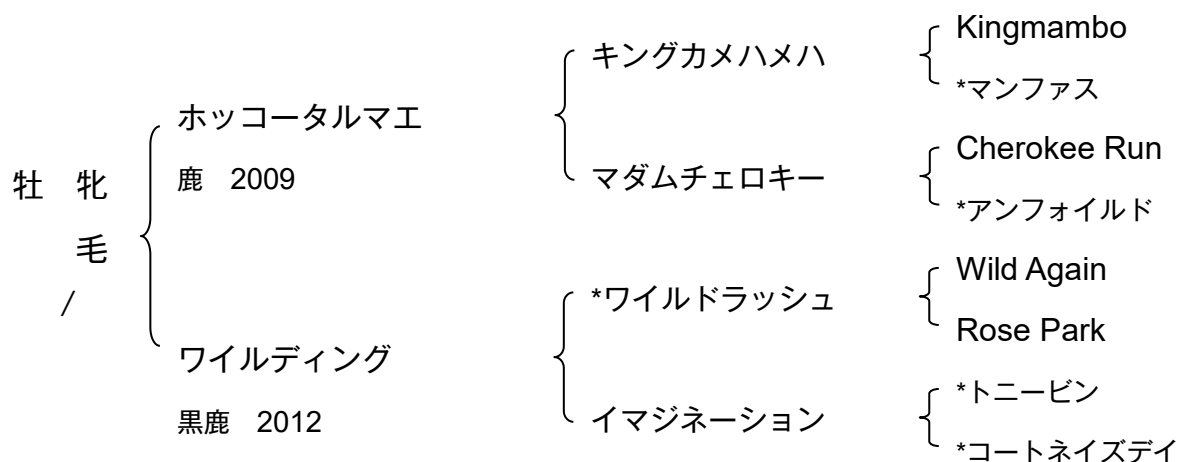 牡 牝
毛
/
ホッコータルマエ
鹿 2009
ワイルディング
黒鹿 2012
キングカメハメハ
マダムチェロキー
*ワイルドラッシュ
イマジネーション
Kingmambo
*マンファス
Cherokee Run
*アンフォイルド
Wild Again
Rose Park
*トニービン
*コートネイズデイ